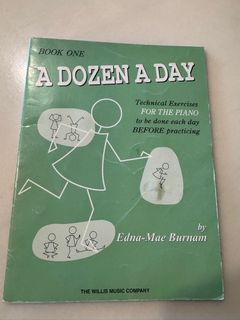 BOOK ONE
A DOZEN A DAY
Technical Exercises
FOR THE PIANO
to be done each day
BEFORE practicing
by
Edna-Mae Burnam
THE WILLIS MUSIC COMPANY